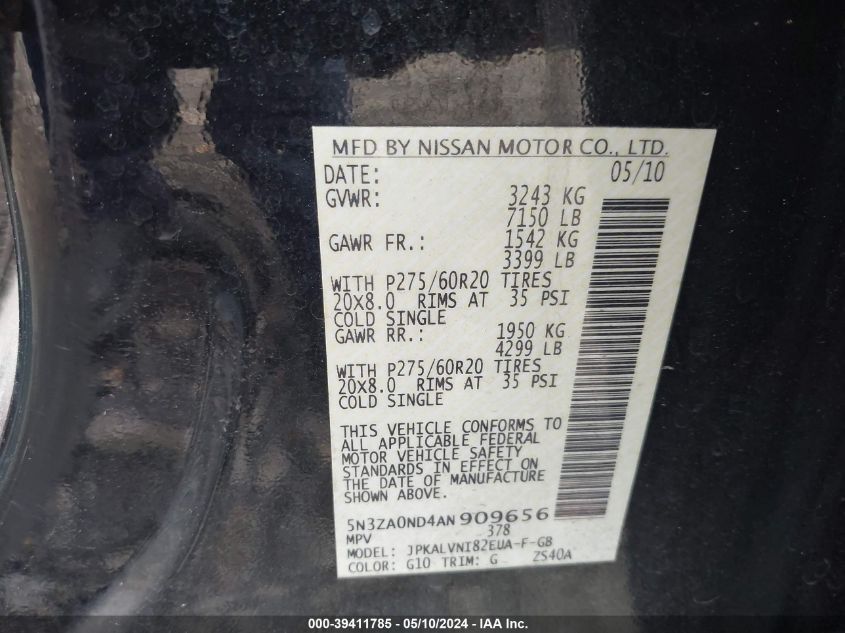 MFD BY NISSAN MOTOR CO., LTD.
DATE: 05/10
GVWR: 3243 KG
7150 LB
GAWR FR.: 1542 KG
3399 LB
WITH P275/60R20 TIRES
20X8.0 RIMS AT 35 PSI
COLD SINGLE
GAWR RR.: 1950 KG
4299 LB
WITH P275/60R20 TIRES
20X8.0 RIMS AT 35 PSI
COLD SINGLE
THIS VEHICLE CONFORMS TO
ALL APPLICABLE FEDERAL
MOTOR VEHICLE SAFETY
STANDARDS IN EFFECT ON
THE DATE OF MANUFACTURE
SHOWN ABOVE.
5N3ZA0ND4AN 909656
MPV 378
MODEL: JPKALVNI82EUA-F-GB
COLOR: G10 TRIM: G ZS40A
000-39411785 - 05/10/2024 - IAA Inc.